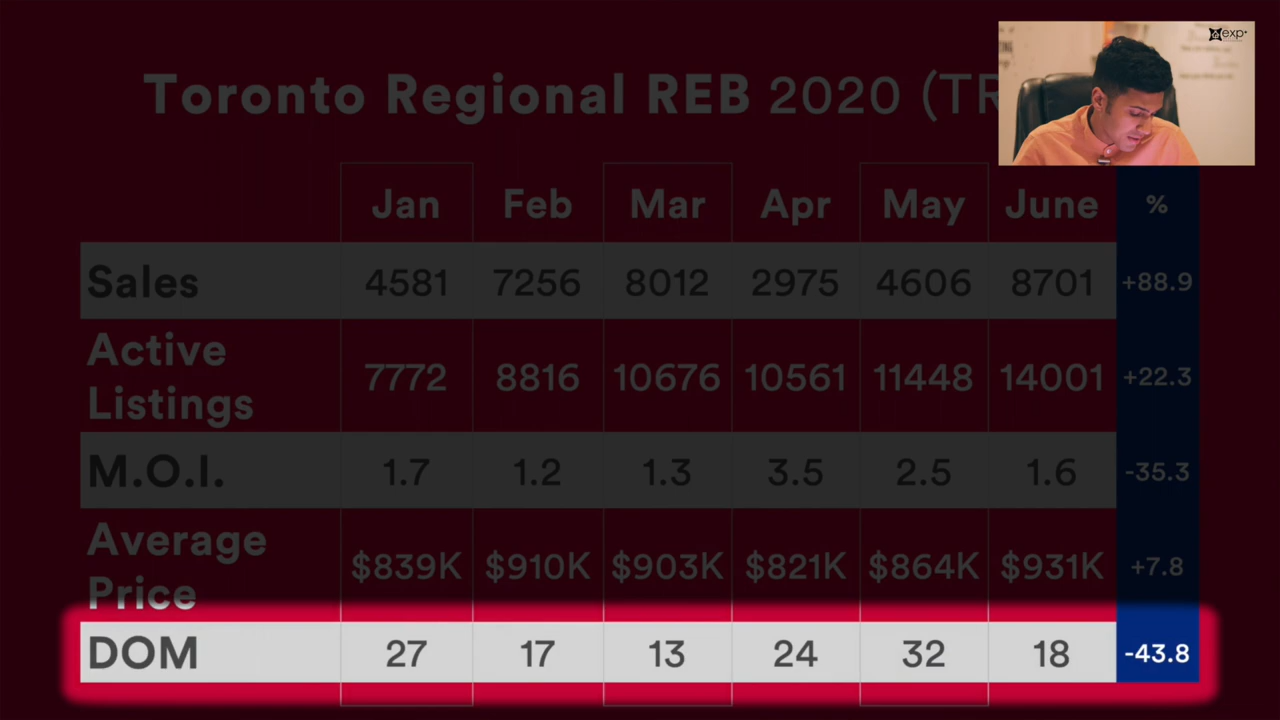 exp
Toronto Regional REB 2020 (TR
Jan Feb Mar Apr May June %
Sales 4581 7256 8012 2975 4606 8701 +88.9
Active
Listings 7772 8816 10676 10561 11448 14001 +22.3
M.O.I. 1.7 1.2 1.3 3.5 2.5 1.6 -35.3
Average
Price $839K $910K $903K $821K $864K $931K +7.8
DOM 27 17 13 24 32 18 -43.8